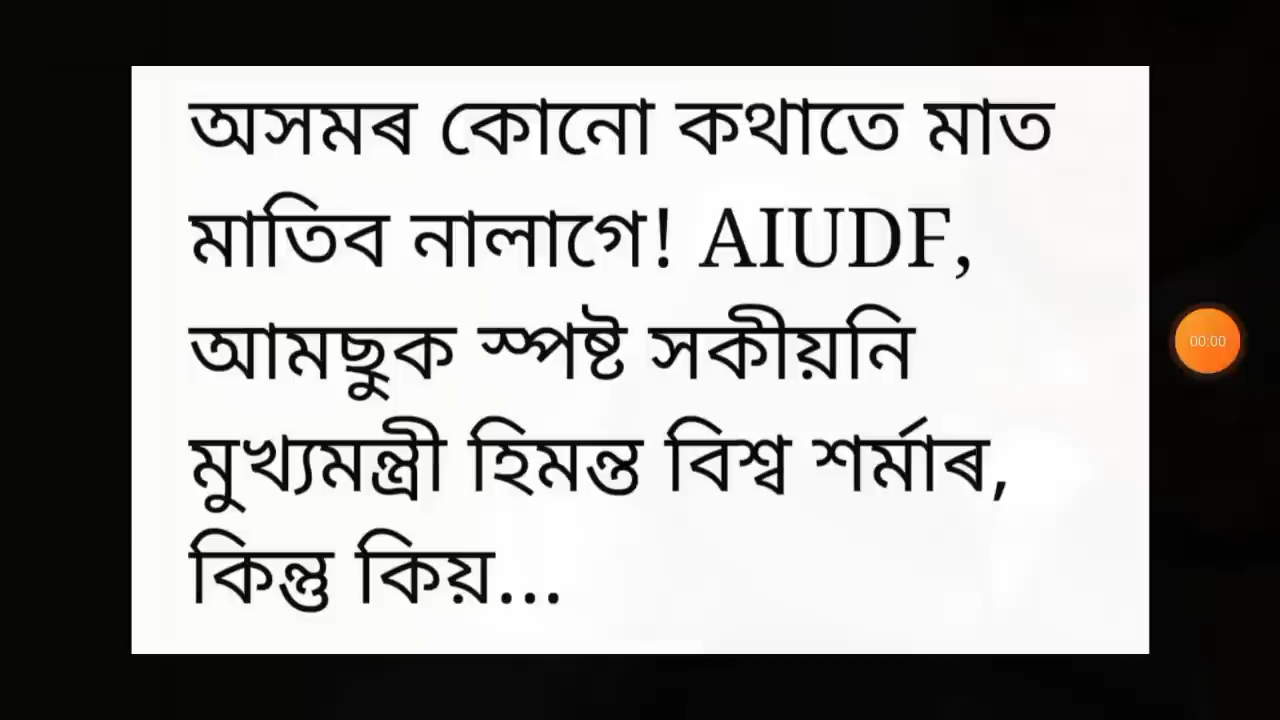 অসমৰ কোনো কথাতে মাত
মাতিব নালাগে! AIUDF,
আমছুক স্পষ্ট সকীয়নি
মুখ্যমন্ত্ৰী হিমন্ত বিশ্ব শৰ্মাৰ,
কিন্তু কিয়...
00:00